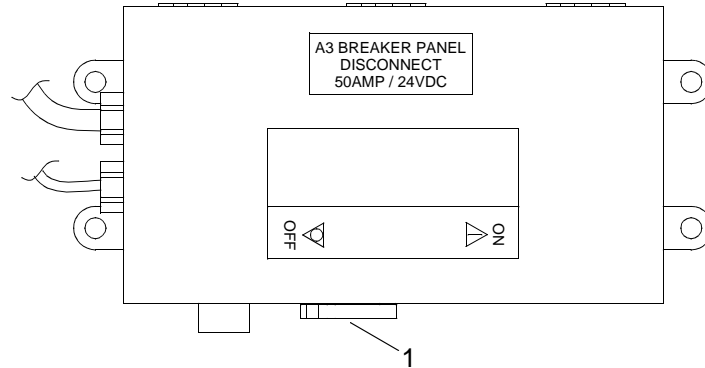 A3 BREAKER PANEL
DISCONNECT
50AMP / 24VDC
OFF
ON
1